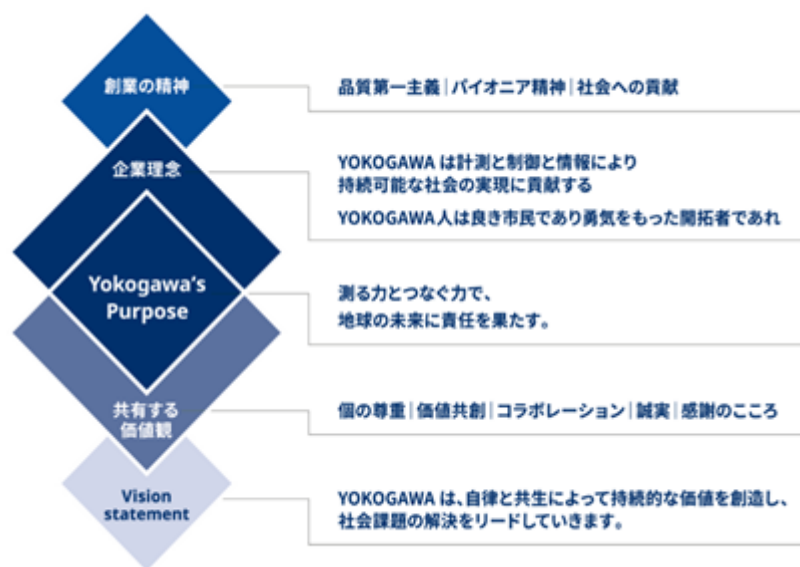 創業の精神
品質第一主義|パイオニア精神|社会への貢献
企業理念
YOKOGAWA は計測と制御と情報により
持続可能な社会の実現に貢献する
YOKOGAWA人は良き市民であり勇気をもった開拓者であれ
Yokogawa's
Purpose
測る力とつなぐ力で、
地球の未来に責任を果たす。
共有する
価値観
個の尊重|価値共創|コラボレーション|誠実|感謝のこころ
Vision
statement
YOKOGAWA は、自律と共生によって持続的な価値を創造し、
社会課題の解決をリードしていきます。